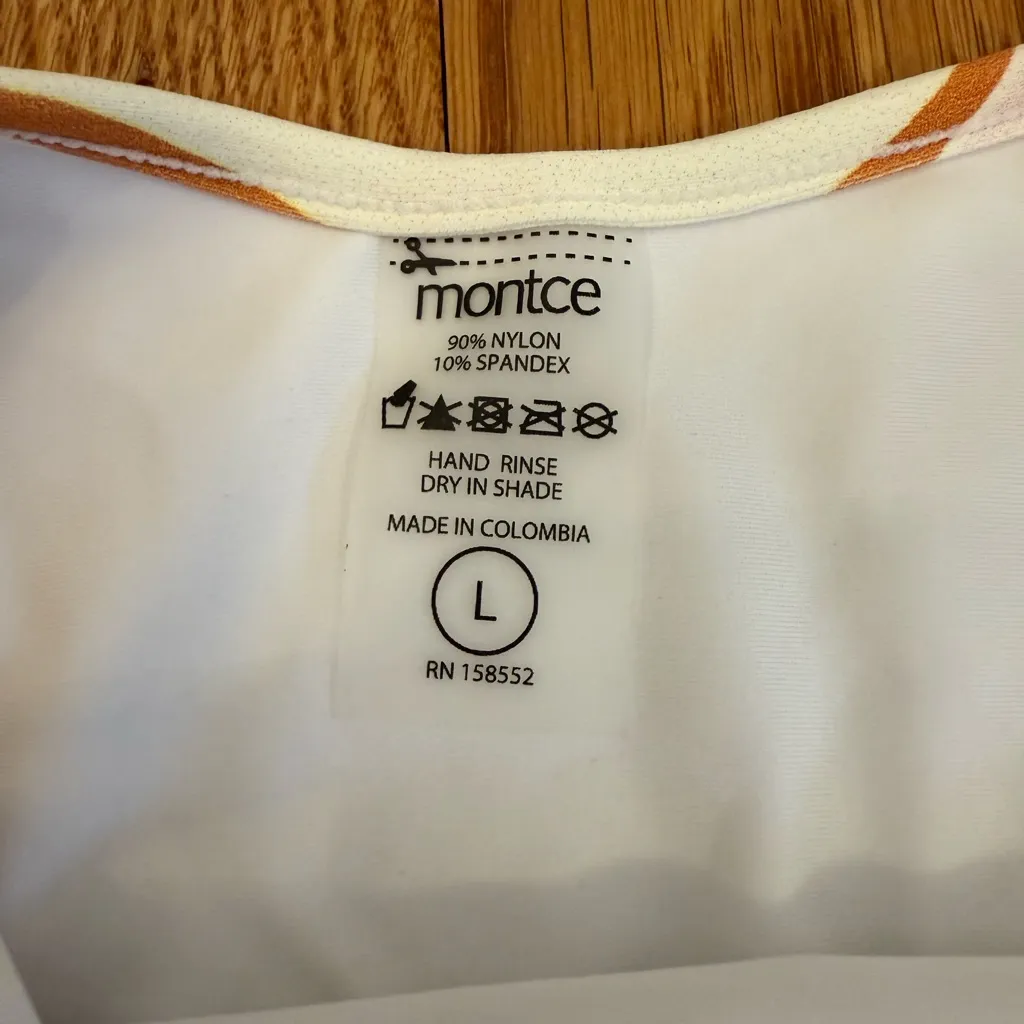 montce
90% NYLON
10% SPANDEX
HAND RINSE
DRY IN SHADE
MADE IN COLOMBIA
L
RN 158552